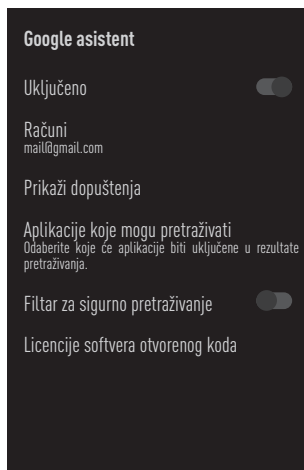 Google asistent
Uključeno
Računi
mail@gmail.com
Prikaži dopuštenja
Aplikacije koje mogu pretraživati
Odaberite koje će aplikacije biti uključene u rezultate
pretraživanja.
Filtar za sigurno pretraživanje
Licencije softvera otvorenog koda